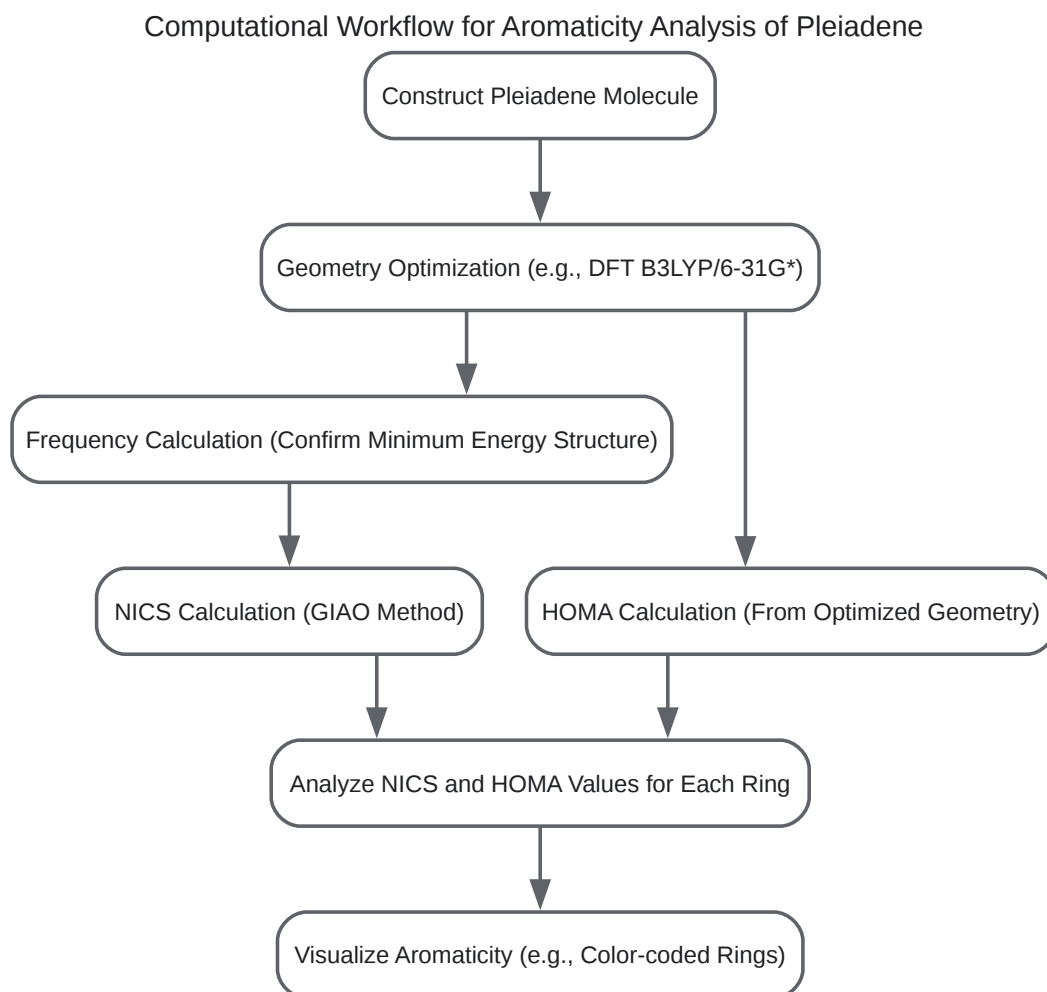 Computational Workflow for Aromaticity Analysis of Pleiadene
Construct Pleiadene Molecule
Geometry Optimization (e.g., DFT B3LYP/6-31G*)
Frequency Calculation (Confirm Minimum Energy Structure)
NICS Calculation (GIAO Method)
HOMA Calculation (From Optimized Geometry)
Analyze NICS and HOMA Values for Each Ring
Visualize Aromaticity (e.g., Color-coded Rings)